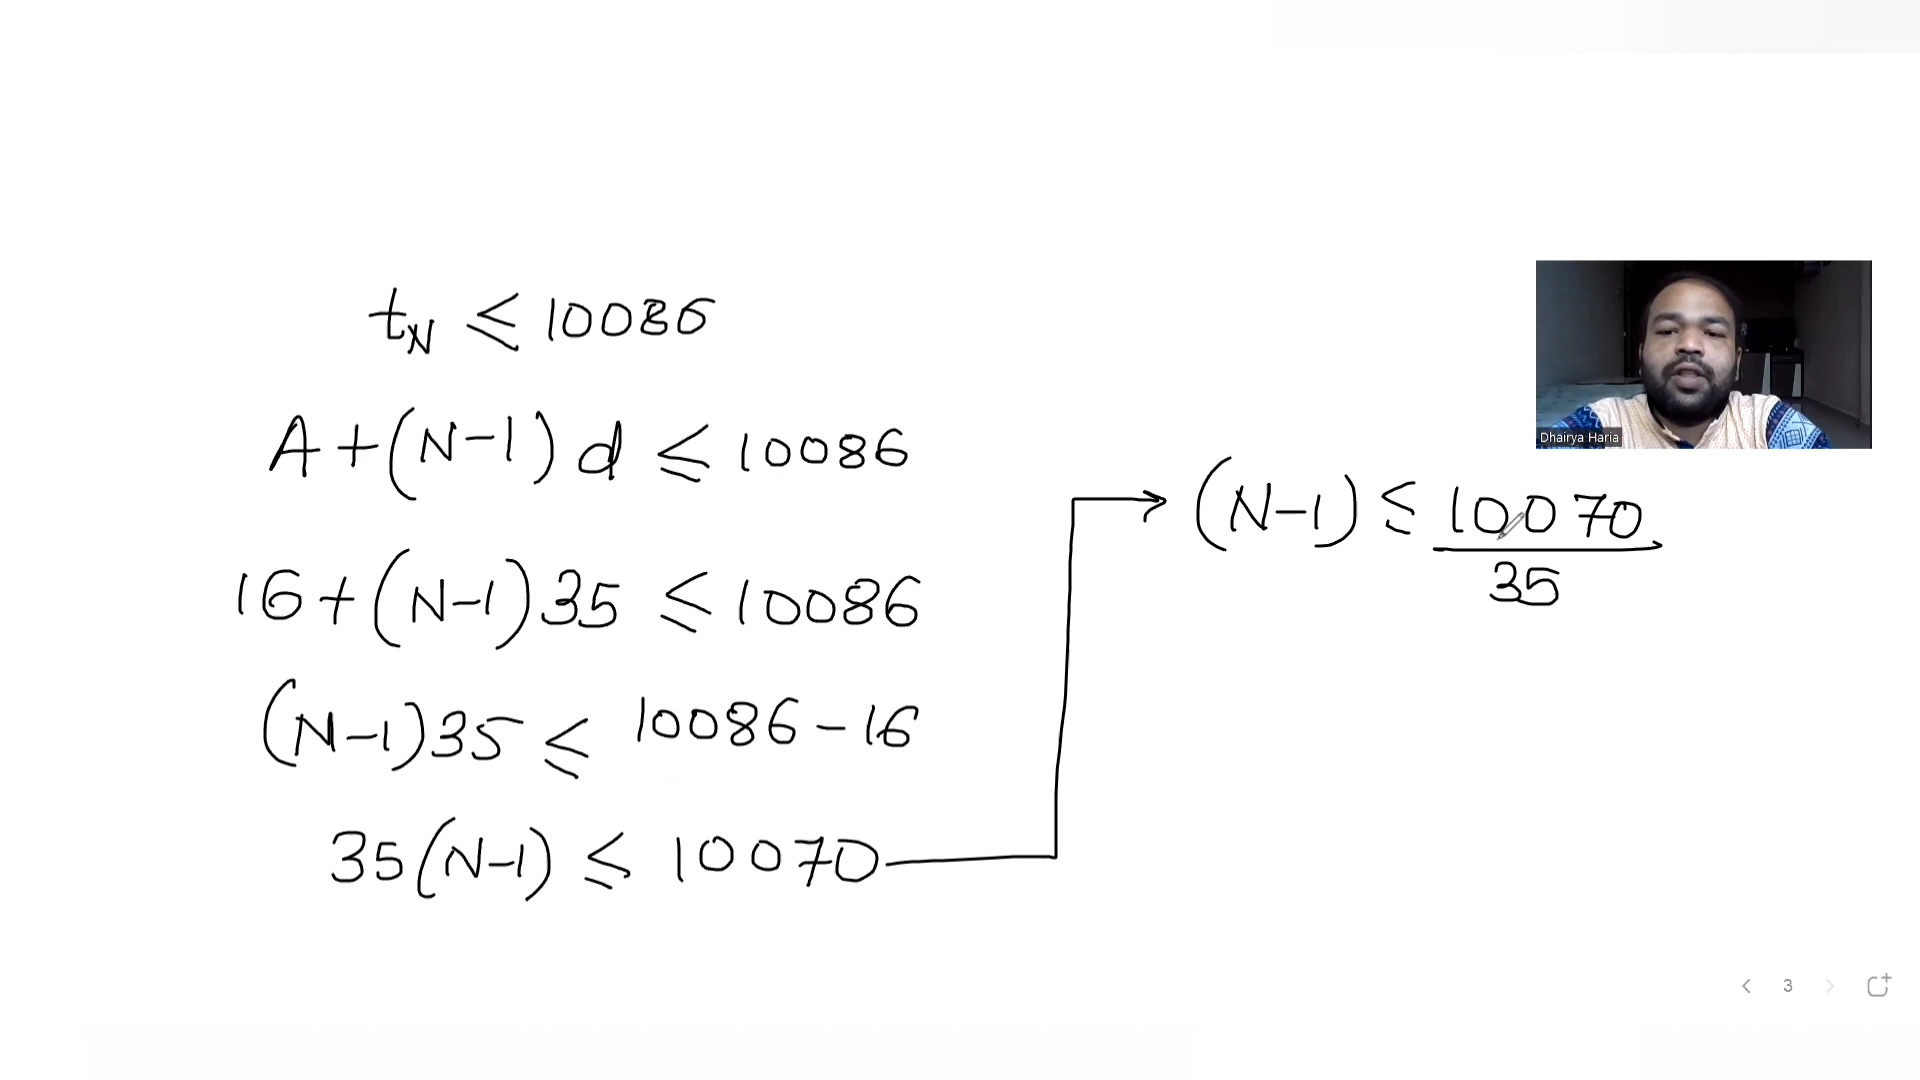 t_N ≤ 10086
A+(N-1)d ≤ 10086
16+(N-1)35 ≤ 10086
(N-1)35 ≤ 10086-16
35(N-1) ≤ 10070
Dhairya Haria
(N-1) ≤ 10070
35
3